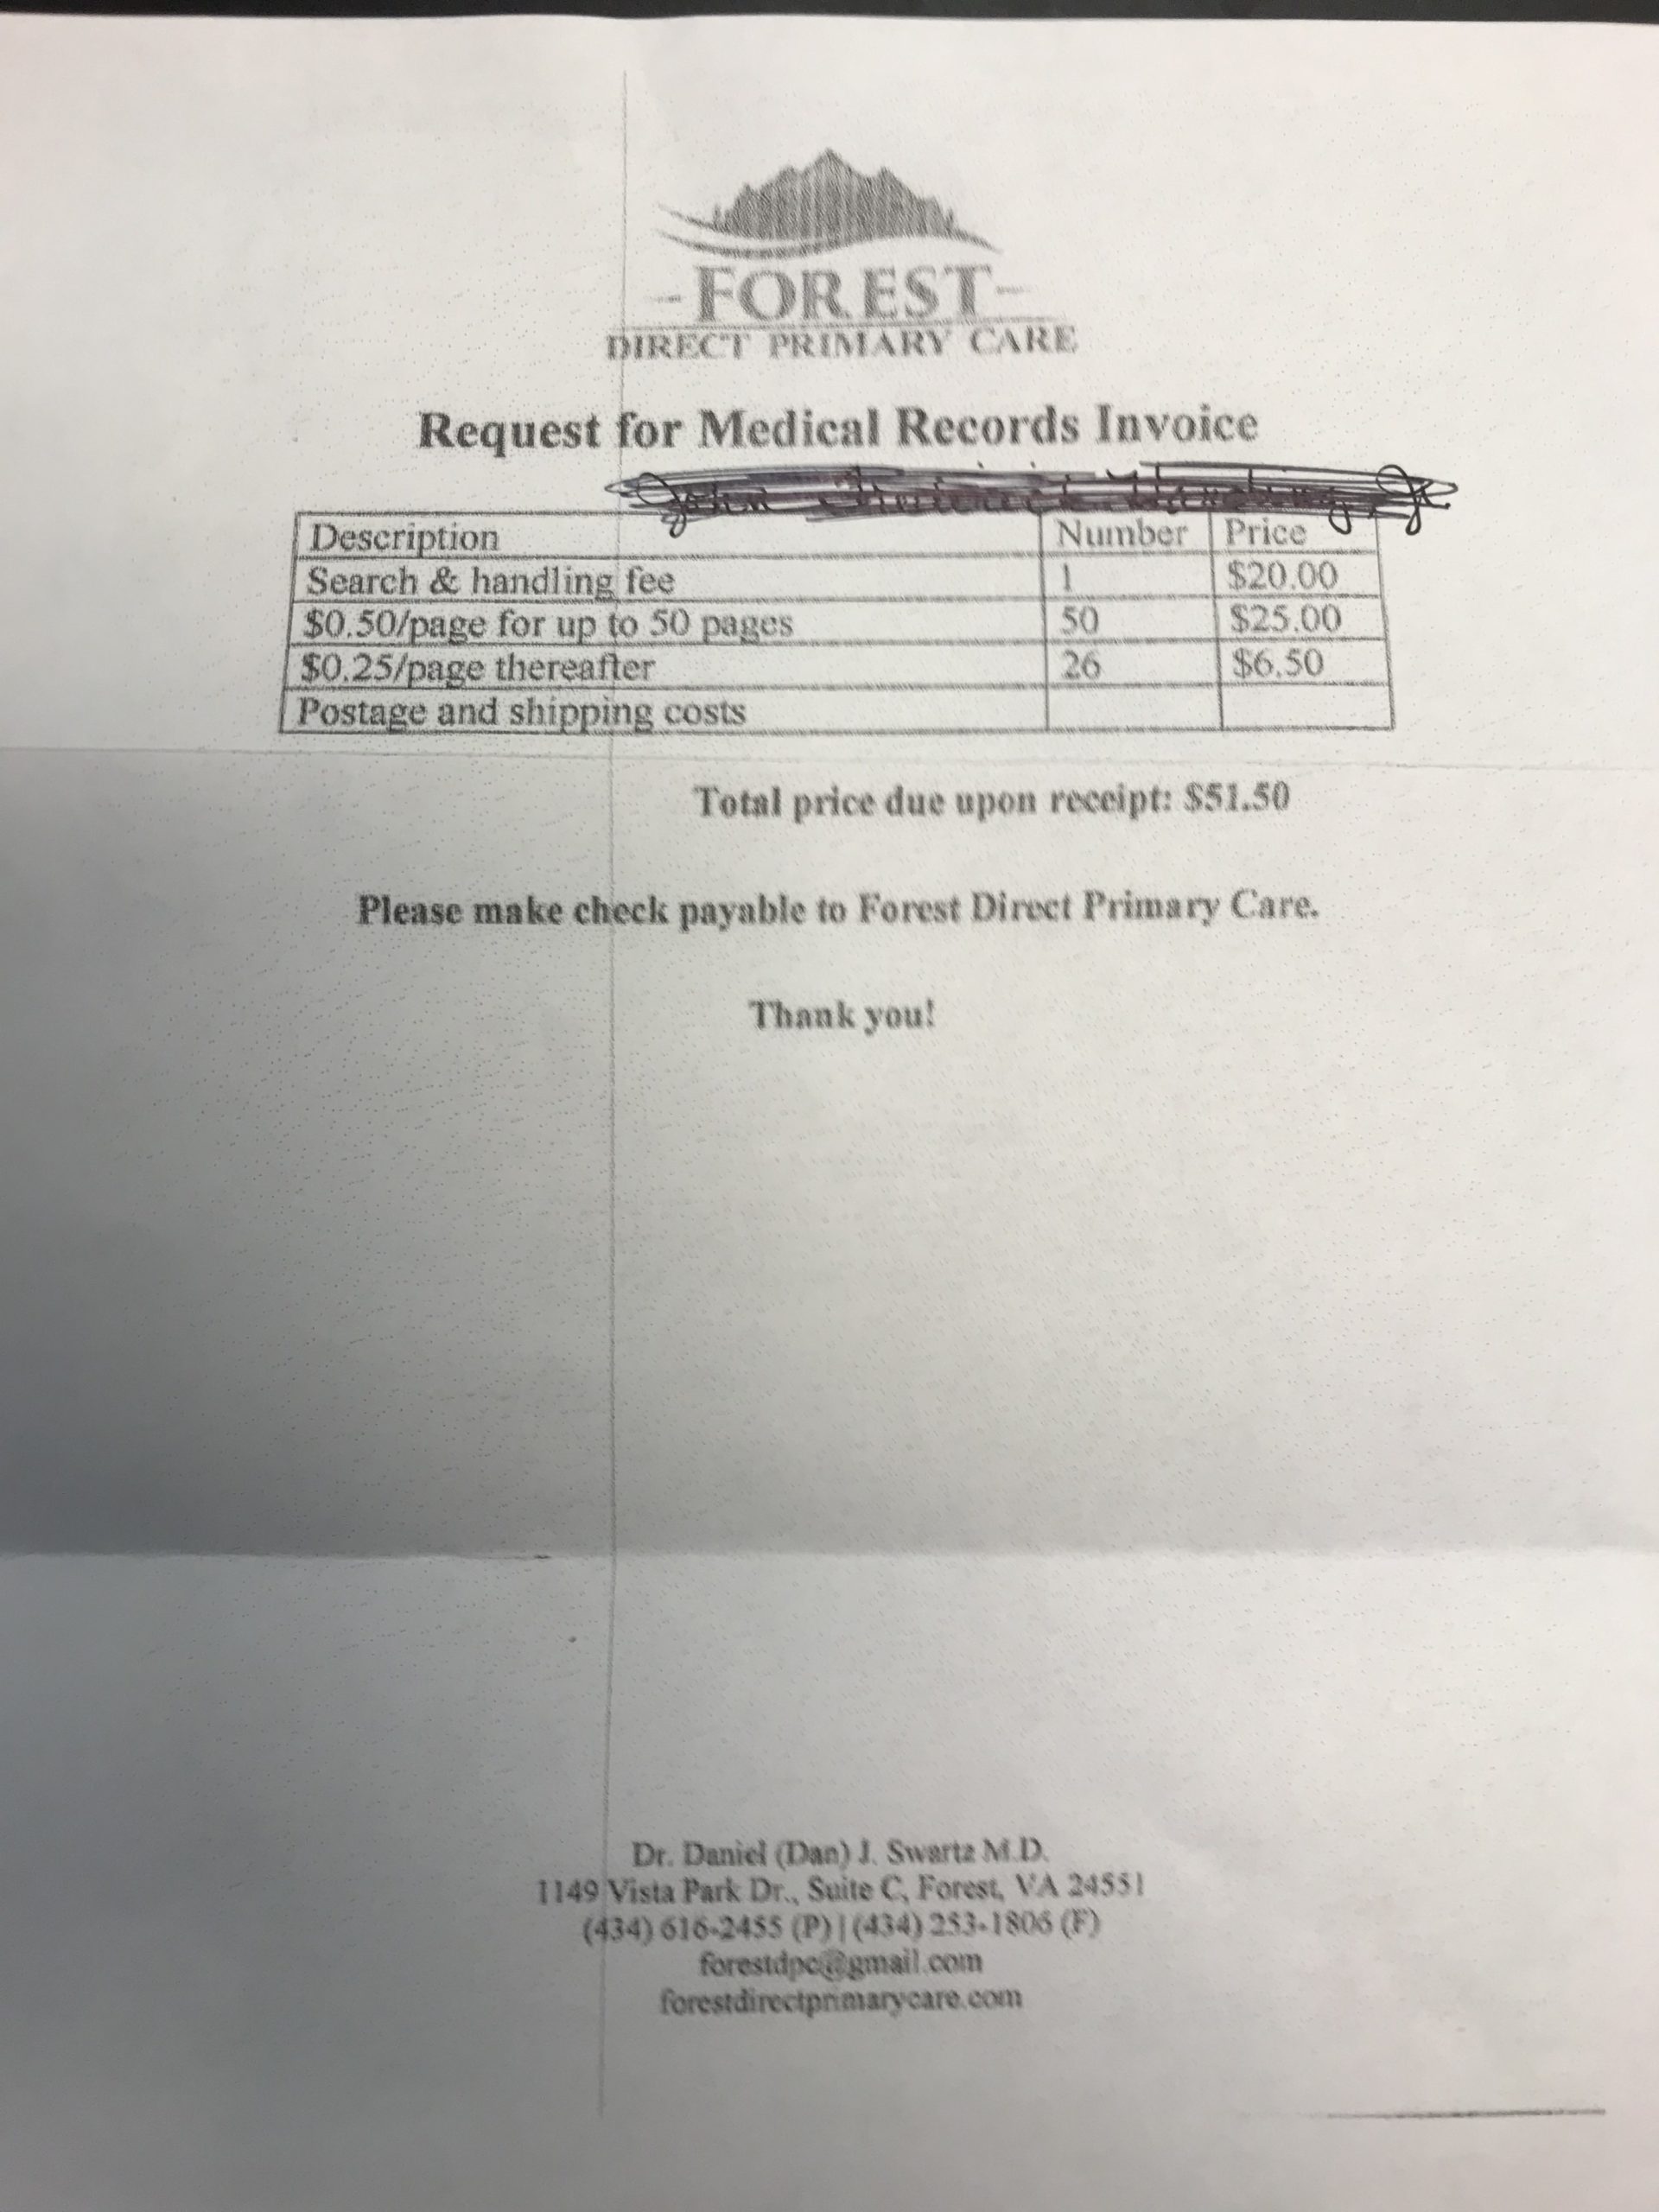 FOREST
DIRECT PRIMARY CARE
Request for Medical Records Invoice
Description Number Price
Search & handling fee 1 $20.00
$0.50/page for up to 50 pages 50 $25.00
$0.25/page thereafter 26 $6.50
Postage and shipping costs
Total price due upon receipt: $51.50
Please make check payable to Forest Direct Primary Care.
Thank you!
Dr. Daniel (Dan) J. Swartz M.D.
1149 Vista Park Dr., Suite C, Forest, VA 24551
(434) 616-2455 (P) | (434) 253-1806 (F)
forestdpc@gmail.com
forestdirectprimarycare.com